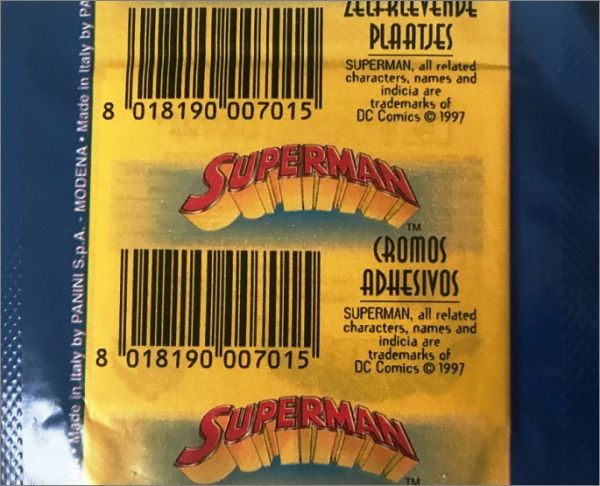 ZELFKLEVENDE
PLAATJES
SUPERMAN, all related
characters, names and
indicia are
trademarks of
DC Comics © 1997
8 018190 007015
SUPERMAN
TM
CROMOS
ADHESIVOS
SUPERMAN, all related
characters, names and
indicia are
trademarks of
DC Comics © 1997
8 018190 007015
SUPERMAN
TM
Made in Italy by PANINI S.p.A. - MODENA • Made in Italy by PA